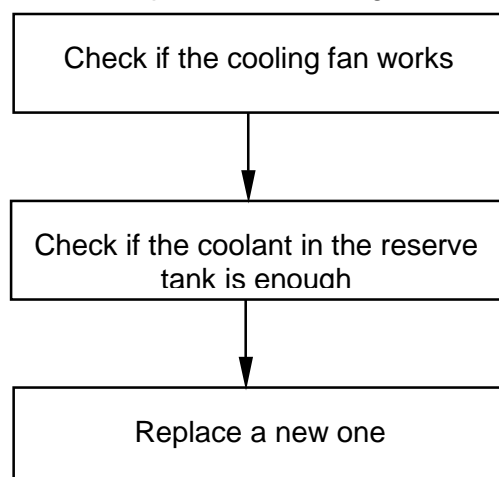 Check if the cooling fan works
Check if the coolant in the reserve
tank is enough
Replace a new one